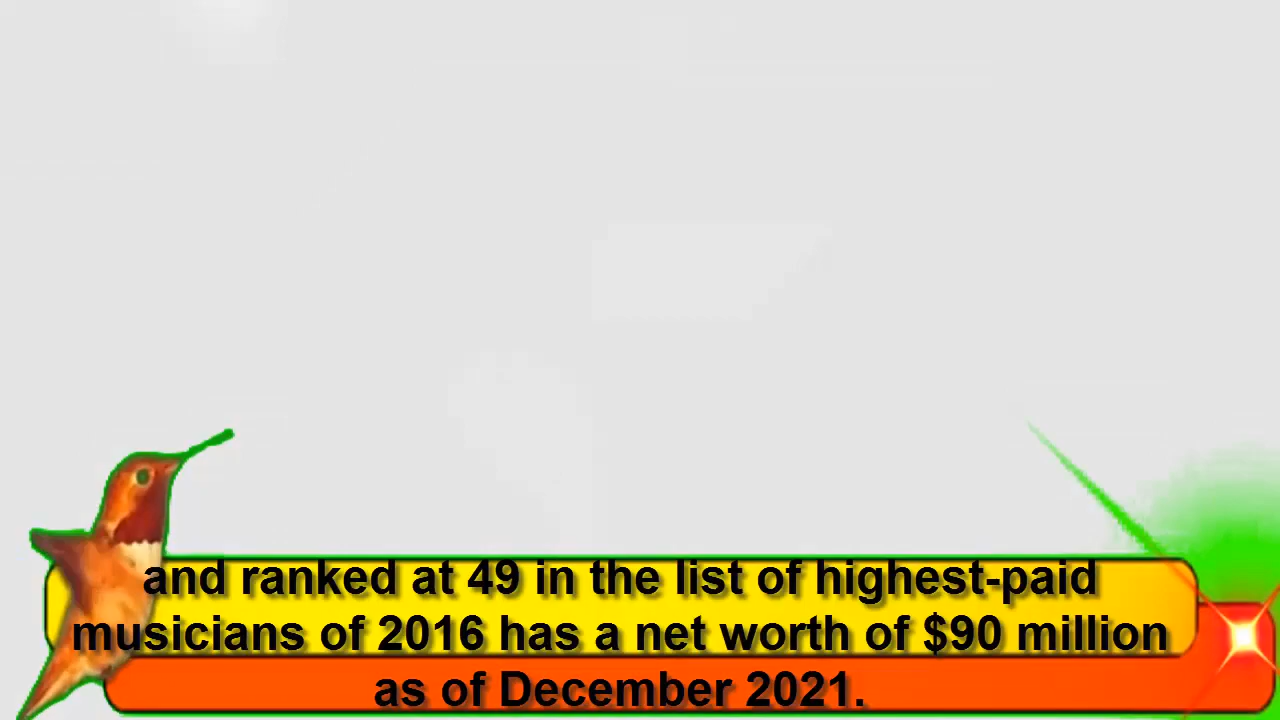 and ranked at 49 in the list of highest-paid
musicians of 2016 has a net worth of $90 million
as of December 2021.